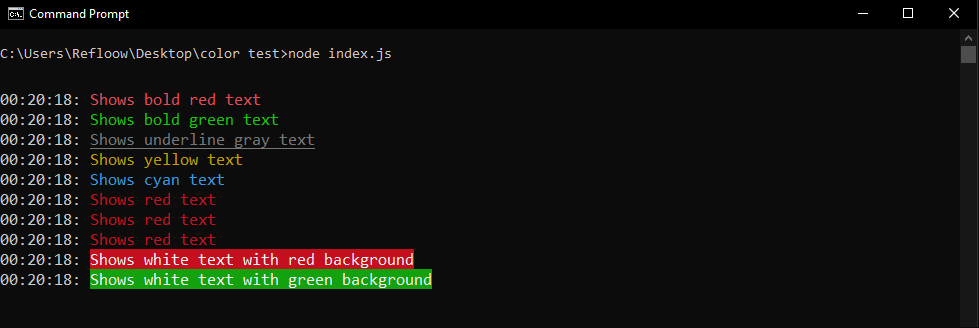 Command Prompt
C:\Users\Refloow\Desktop\color test>node index.js
00:20:18: Shows bold red text
00:20:18: Shows bold green text
00:20:18: Shows underline gray text
00:20:18: Shows yellow text
00:20:18: Shows cyan text
00:20:18: Shows red text
00:20:18: Shows red text
00:20:18: Shows red text
00:20:18: Shows white text with red background
00:20:18: Shows white text with green background